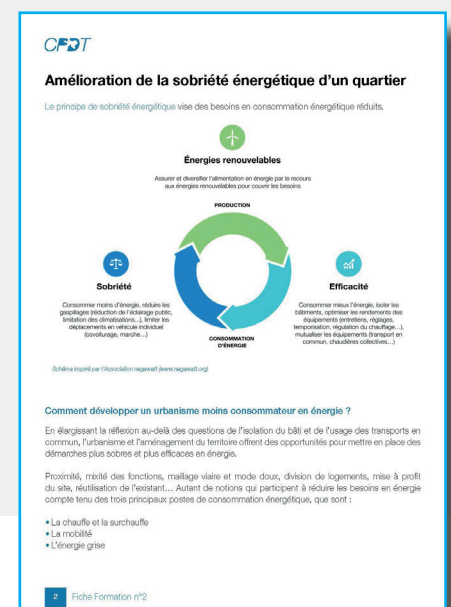 CFDT
Amélioration de la sobriété énergétique d’un quartier
Le principe de sobriété énergétique vise des besoins en consommation énergétique réduits.
Énergies renouvelables
Assurer et diversifier l'alimentation en énergie par le recours
aux énergies renouvelables pour couvrir les besoins
PRODUCTION
Sobriété
Consommer moins d'énergie, réduire les
gaspillages (réduction de l'éclairage public,
limitation des climatisations...), limiter les
déplacements en véhicule individuel
(covoiturage, marche...)
Efficacité
Consommer mieux l'énergie, isoler les
bâtiments, optimiser les rendements des
équipements (entretiens, réglages,
temporisation, régulation du chauffage...),
mutualiser les équipements (transport en
commun, chaudières collectives...)
CONSOMMATION
D'ÉNERGIE
Schéma inspiré par l'Association negawatt (www.negawatt.org)
Comment développer un urbanisme moins consommateur en énergie ?
En élargissant la réflexion au-delà des questions de l'isolation du bâti et de l'usage des transports en
commun, l'urbanisme et l'aménagement du territoire offrent des opportunités pour mettre en place des
démarches plus sobres et plus efficaces en énergie.
Proximité, mixité des fonctions, maillage viaire et mode doux, division de logements, mise à profit
du site, réutilisation de l'existant... Autant de notions qui participent à réduire les besoins en énergie
compte tenu des trois principaux postes de consommation énergétique, que sont :
• La chauffe et la surchauffe
• La mobilité
• L'énergie grise
2 Fiche Formation n°2